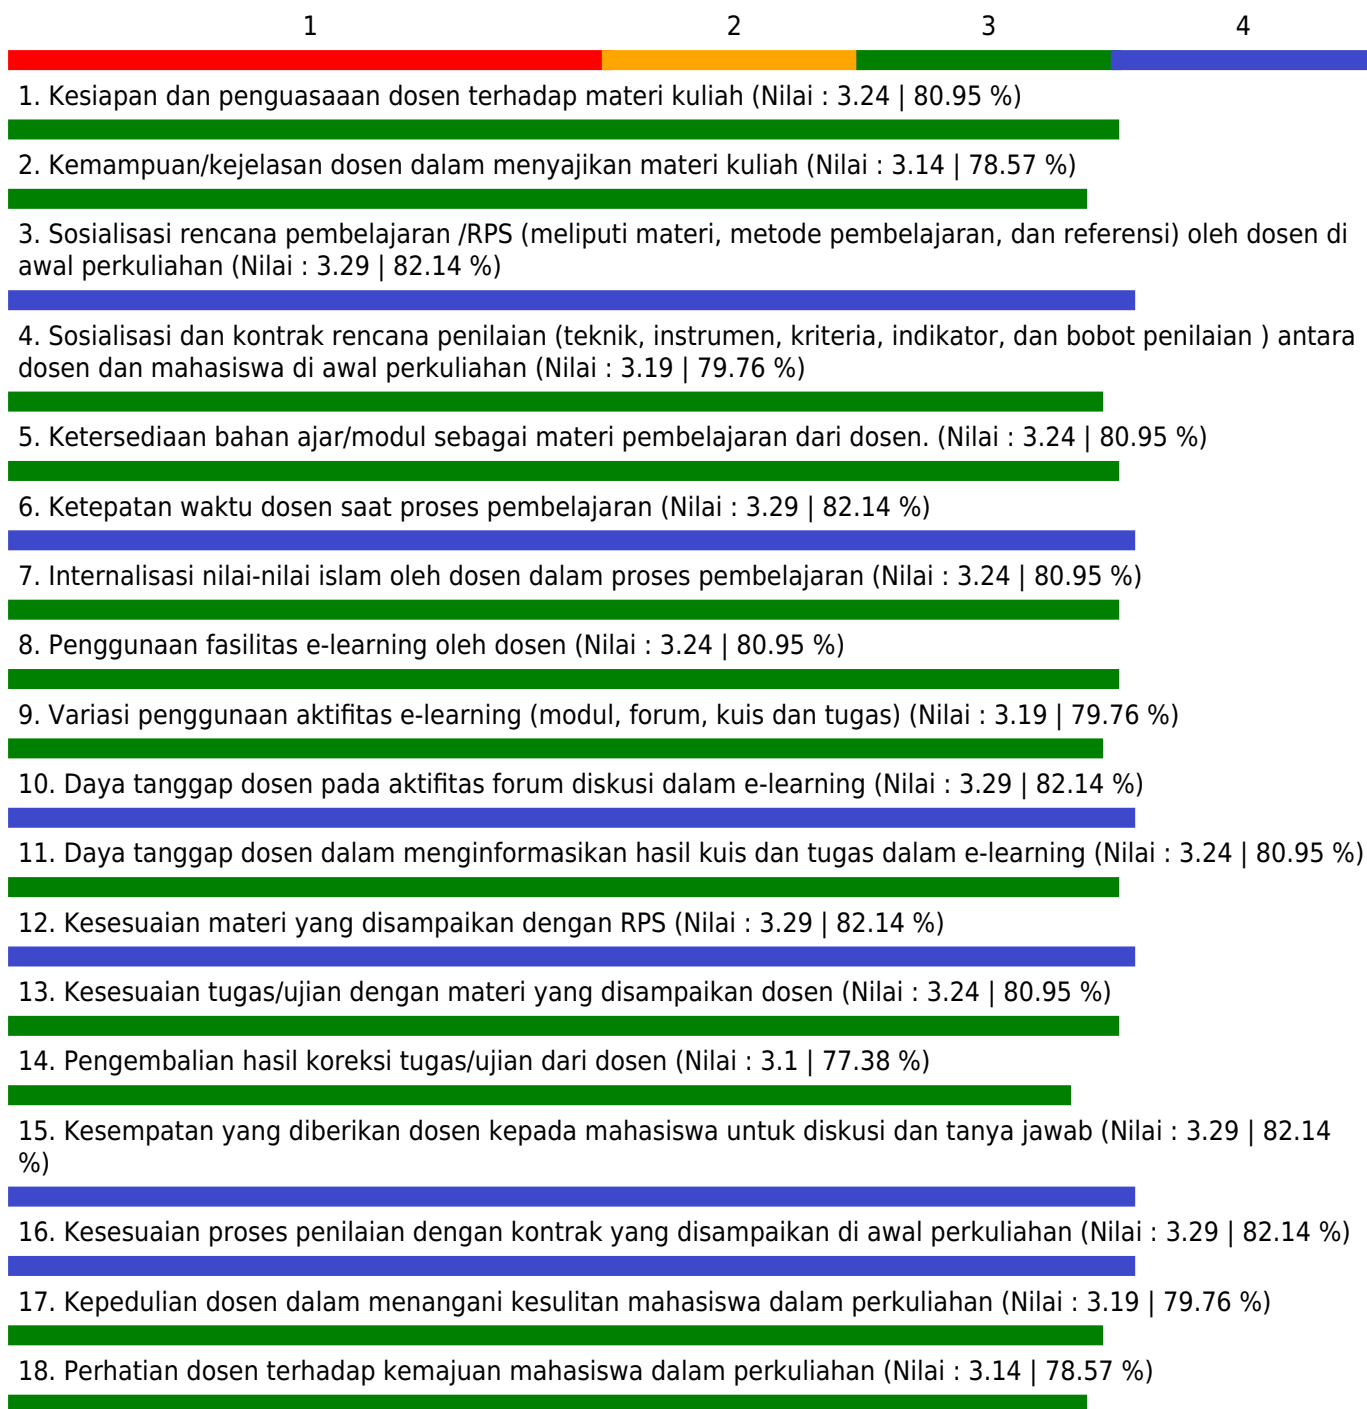 1 2 3 4
1. Kesiapan dan penguasaaan dosen terhadap materi kuliah (Nilai : 3.24 | 80.95 %)
2. Kemampuan/kejelasan dosen dalam menyajikan materi kuliah (Nilai : 3.14 | 78.57 %)
3. Sosialisasi rencana pembelajaran /RPS (meliputi materi, metode pembelajaran, dan referensi) oleh dosen di
awal perkuliahan (Nilai : 3.29 | 82.14 %)
4. Sosialisasi dan kontrak rencana penilaian (teknik, instrumen, kriteria, indikator, dan bobot penilaian ) antara
dosen dan mahasiswa di awal perkuliahan (Nilai : 3.19 | 79.76 %)
5. Ketersediaan bahan ajar/modul sebagai materi pembelajaran dari dosen. (Nilai : 3.24 | 80.95 %)
6. Ketepatan waktu dosen saat proses pembelajaran (Nilai : 3.29 | 82.14 %)
7. Internalisasi nilai-nilai islam oleh dosen dalam proses pembelajaran (Nilai : 3.24 | 80.95 %)
8. Penggunaan fasilitas e-learning oleh dosen (Nilai : 3.24 | 80.95 %)
9. Variasi penggunaan aktifitas e-learning (modul, forum, kuis dan tugas) (Nilai : 3.19 | 79.76 %)
10. Daya tanggap dosen pada aktifitas forum diskusi dalam e-learning (Nilai : 3.29 | 82.14 %)
11. Daya tanggap dosen dalam menginformasikan hasil kuis dan tugas dalam e-learning (Nilai : 3.24 | 80.95 %)
12. Kesesuaian materi yang disampaikan dengan RPS (Nilai : 3.29 | 82.14 %)
13. Kesesuaian tugas/ujian dengan materi yang disampaikan dosen (Nilai : 3.24 | 80.95 %)
14. Pengembalian hasil koreksi tugas/ujian dari dosen (Nilai : 3.1 | 77.38 %)
15. Kesempatan yang diberikan dosen kepada mahasiswa untuk diskusi dan tanya jawab (Nilai : 3.29 | 82.14
%)
16. Kesesuaian proses penilaian dengan kontrak yang disampaikan di awal perkuliahan (Nilai : 3.29 | 82.14 %)
17. Kepedulian dosen dalam menangani kesulitan mahasiswa dalam perkuliahan (Nilai : 3.19 | 79.76 %)
18. Perhatian dosen terhadap kemajuan mahasiswa dalam perkuliahan (Nilai : 3.14 | 78.57 %)